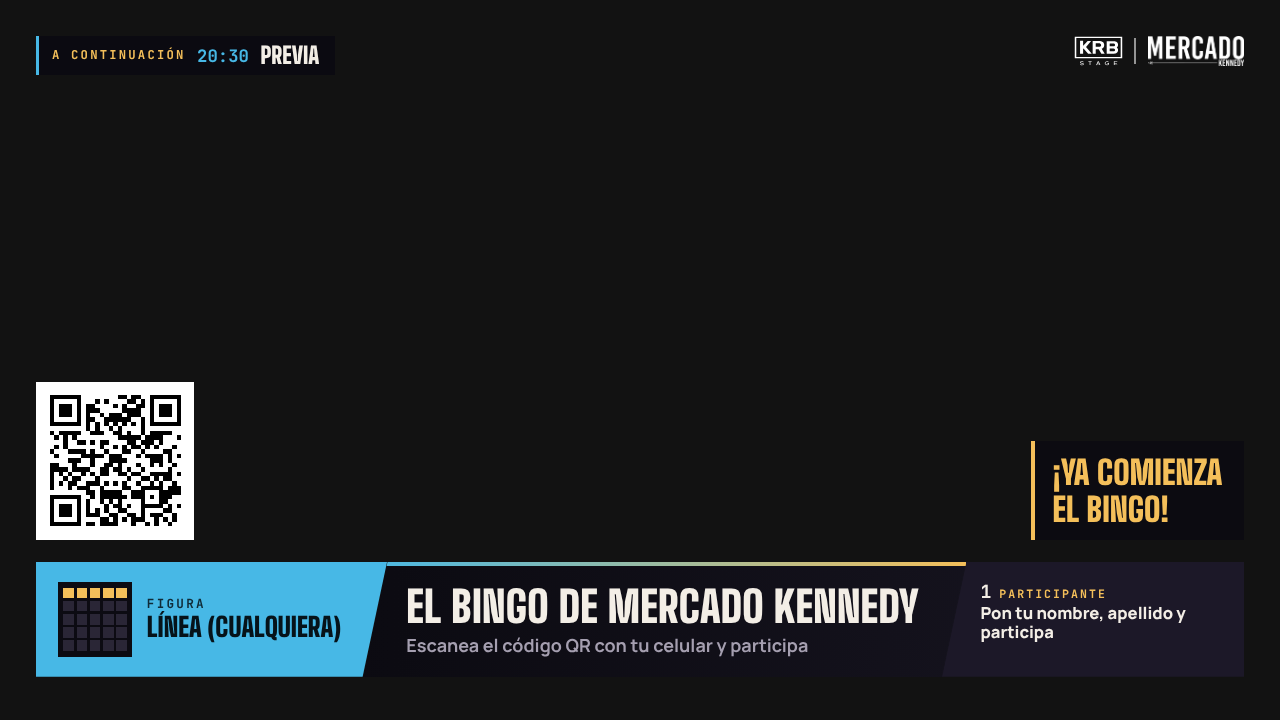 A CONTINUACIÓN 20:30 PREVIA
KRB
STAGE
MERCADO
KENNEDY
¡YA COMIENZA
EL BINGO!
FIGURA
LÍNEA (CUALQUIERA)
EL BINGO DE MERCADO KENNEDY
Escanea el código QR con tu celular y participa
1 PARTICIPANTE
Pon tu nombre, apellido y
participa